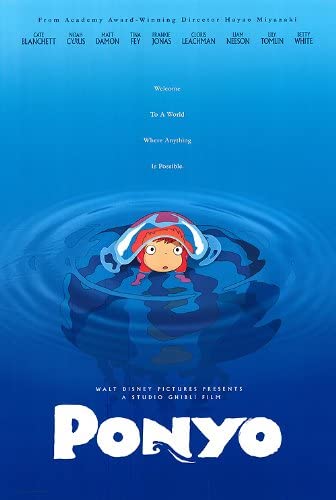 From Academy Award-Winning Director Hayao Miyazaki
CATE BLANCHETT NOAH CYRUS MATT DAMON TINA FEY FRANKIE JONAS CLORIS LEACHMAN LIAM NEESON LILY TOMLIN BETTY WHITE
Welcome
To A World
Where Anything
Is Possible
WALT DISNEY PICTURES PRESENTS
A STUDIO GHIBLI FILM
PONYO